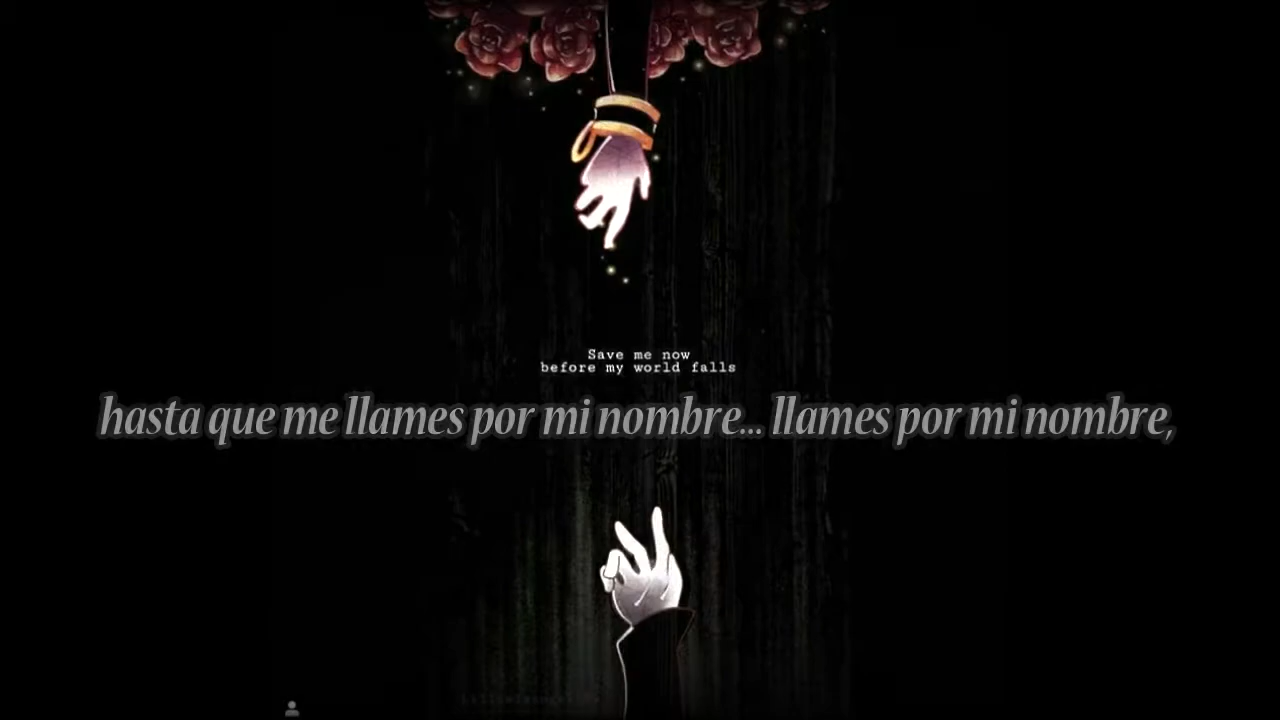 Save me now
before my world falls
hasta que me llames por mi nombre... llames por mi nombre,